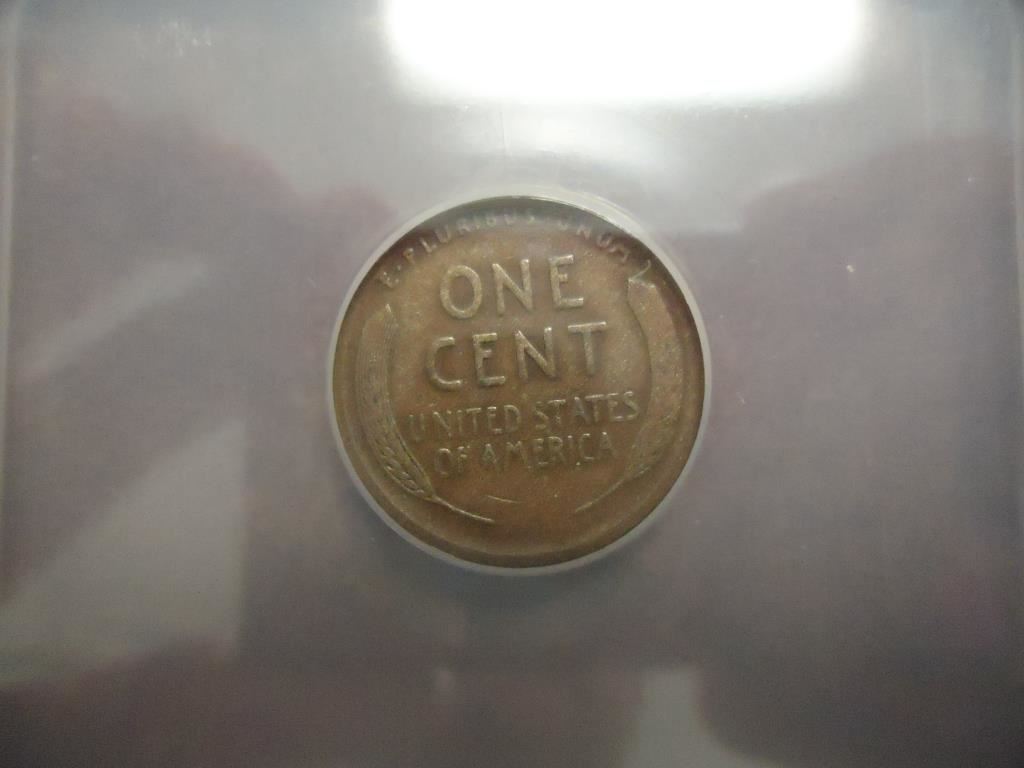 E · PLURIBUS · UNUM
ONE
CENT
UNITED STATES
OF AMERICA